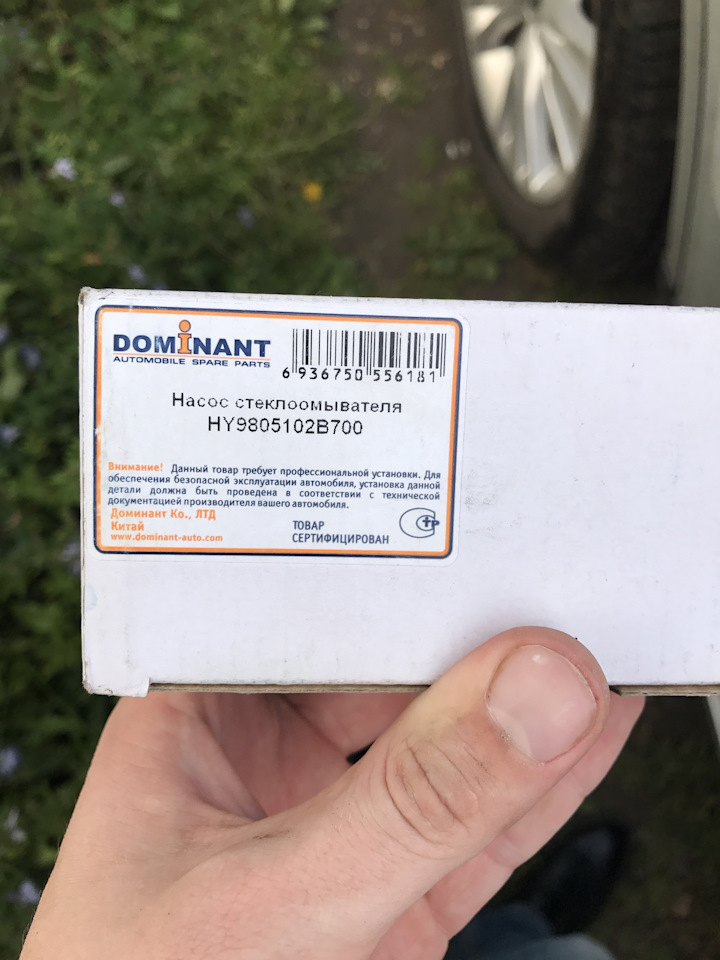 DOMiNANT
AUTOMOBILE SPARE PARTS
6 936750 556181
Насос стеклоомывателя
HY9805102B700
Внимание! Данный товар требует профессиональной установки. Для
обеспечения безопасной эксплуатации автомобиля, установка данной
детали должна быть проведена в соответствии с технической
документацией производителя вашего автомобиля.
Доминант Ко., ЛТД
Китай
www.dominant-auto.com
ТОВАР
СЕРТИФИЦИРОВАН
СТР